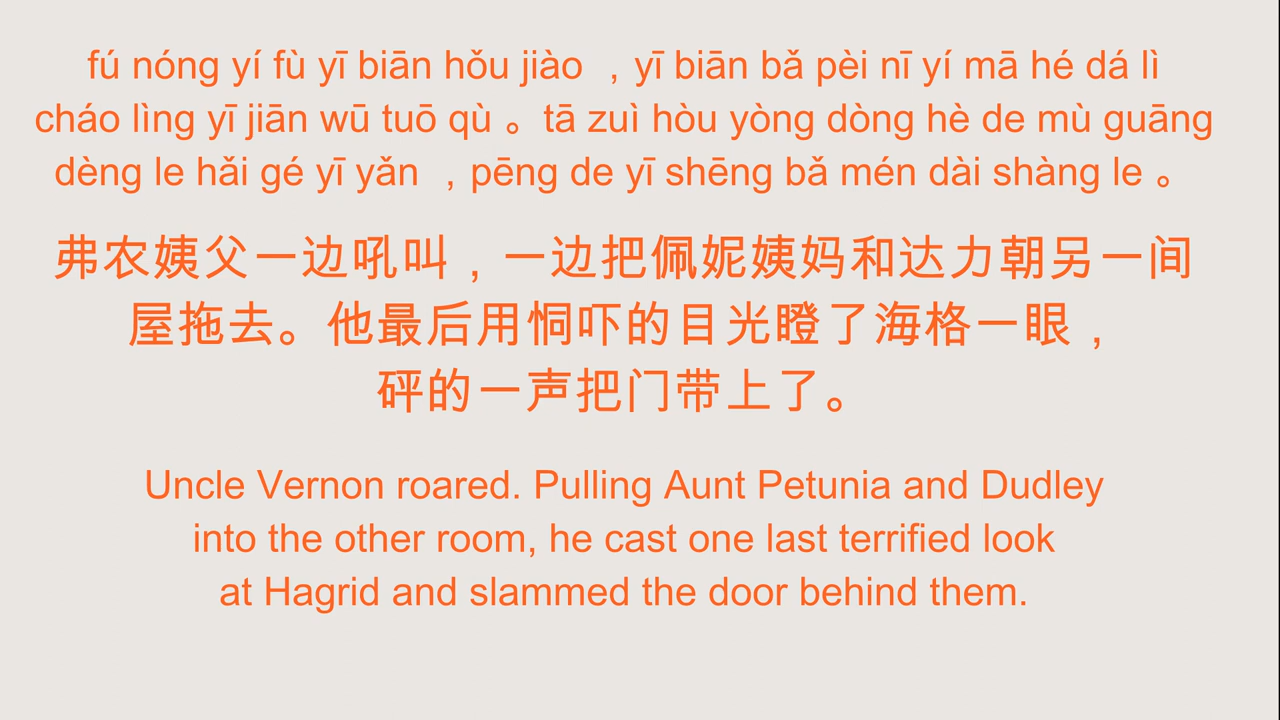 fú nóng yí fù yī biān hǒu jiào ，yī biān bǎ pèi nī yí mā hé dá lì
cháo lìng yī jiān wū tuō qù 。tā zuì hòu yòng dòng hè de mù guāng
dèng le hǎi gé yī yǎn ，pēng de yī shēng bǎ mén dài shàng le 。
弗农姨父一边吼叫，一边把佩妮姨妈和达力朝另一间
屋拖去。他最后用恫吓的目光瞪了海格一眼，
砰的一声把门带上了。
Uncle Vernon roared. Pulling Aunt Petunia and Dudley
into the other room, he cast one last terrified look
at Hagrid and slammed the door behind them.